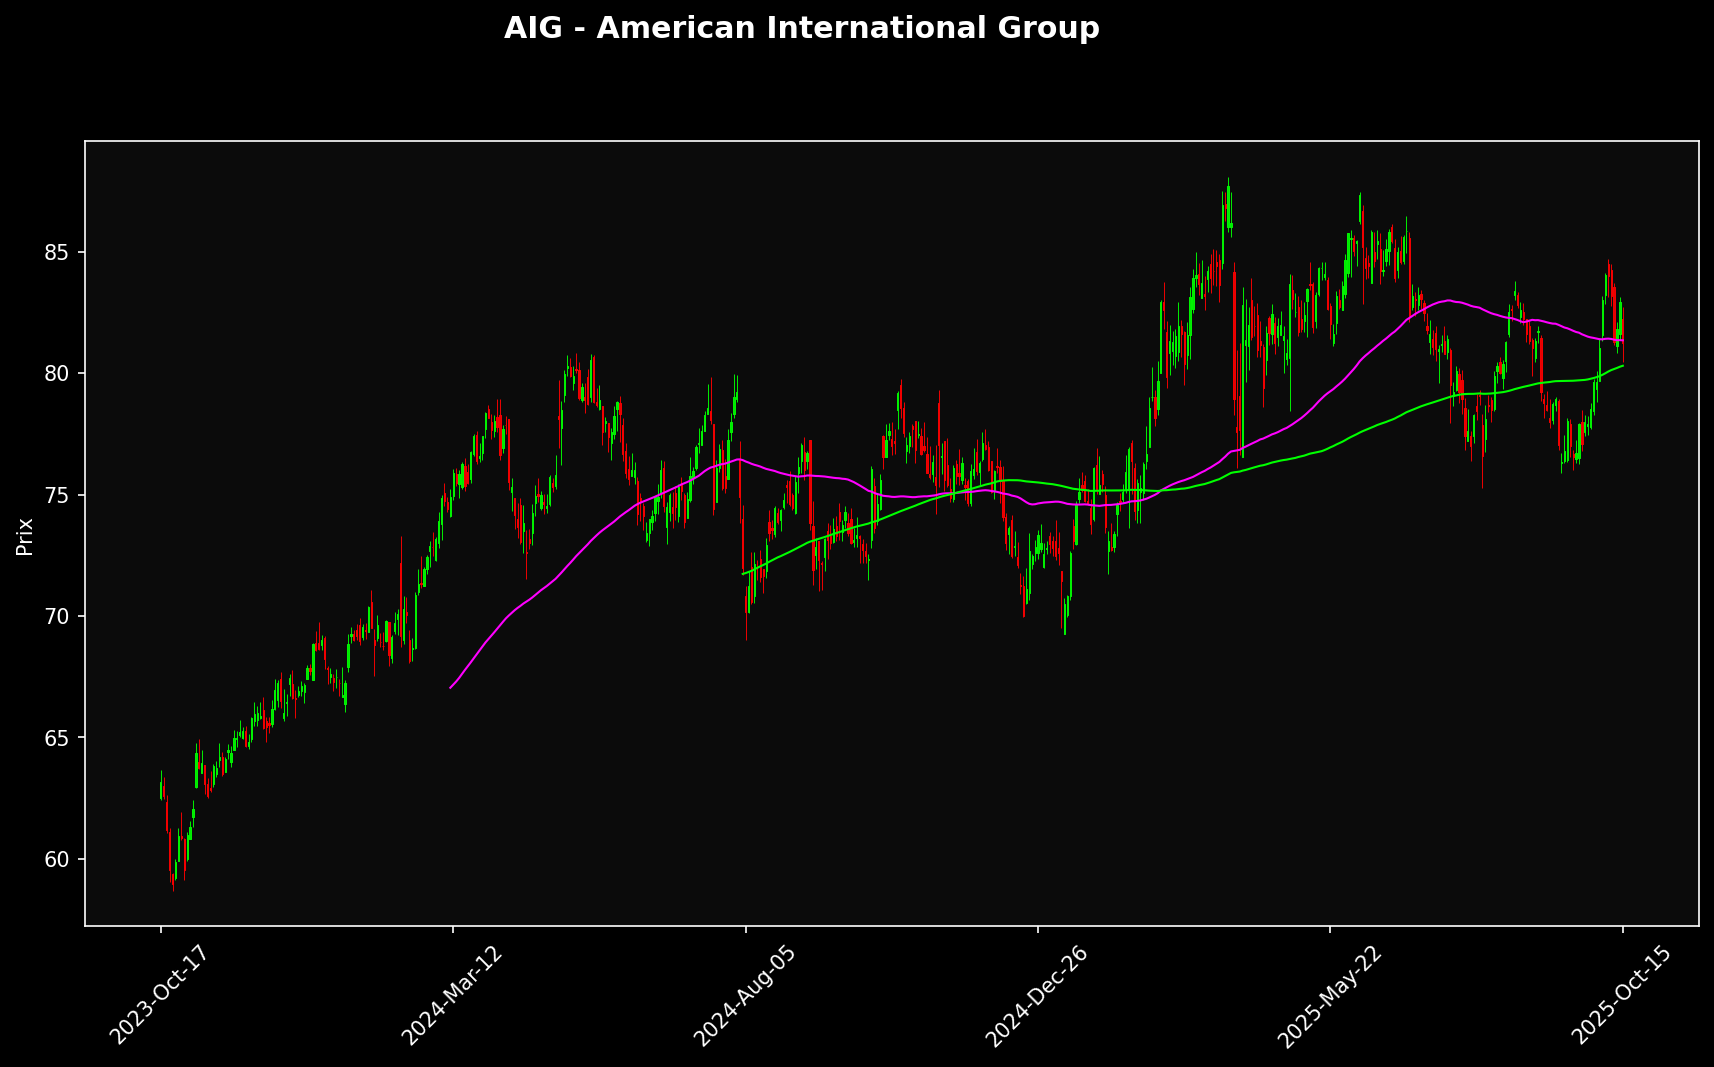 AIG - American International Group
Prix
85
80
75
70
65
60
2023-Oct-17
2024-Mar-12
2024-Aug-05
2024-Dec-26
2025-May-22
2025-Oct-15